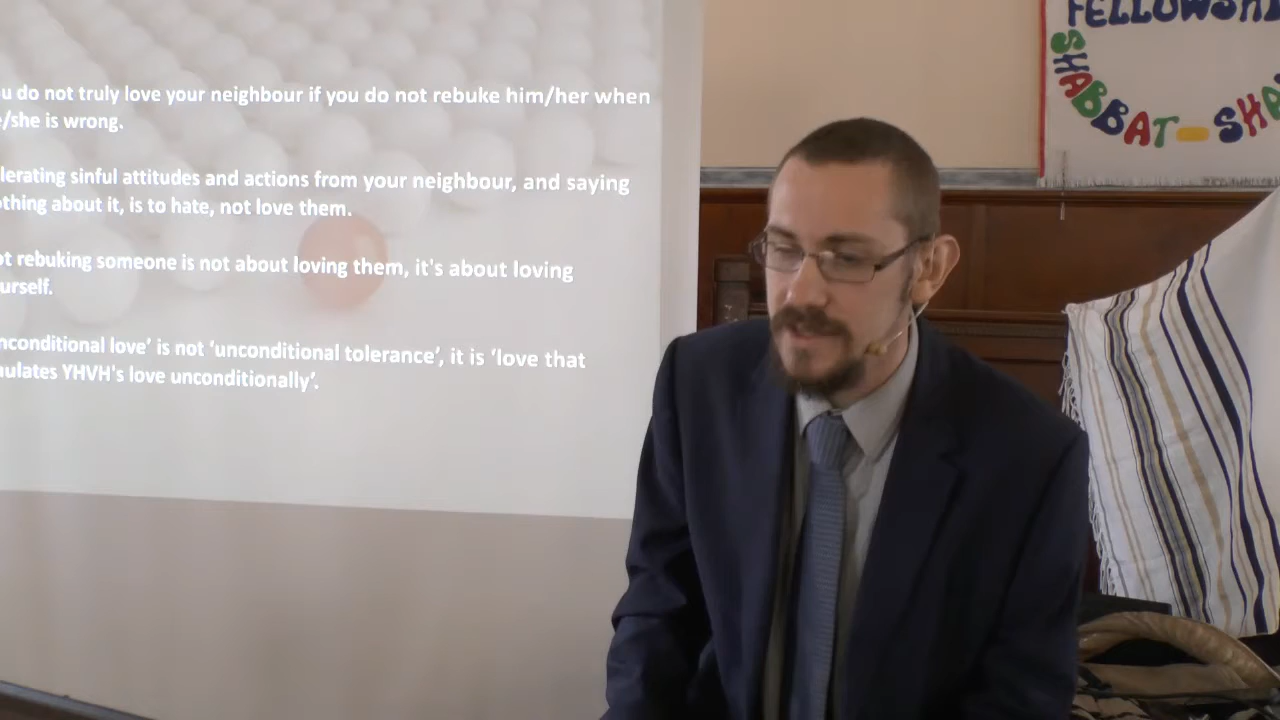 u do not truly love your neighbour if you do not rebuke him/her when
/she is wrong.
lerating sinful attitudes and actions from your neighbour, and saying
thing about it, is to hate, not love them.
ot rebuking someone is not about loving them, it's about loving
urself.
nconditional love' is not 'unconditional tolerance', it is 'love that
ulates YHVH's love unconditionally'.
FELLOWSH
SHABBAT-SHA